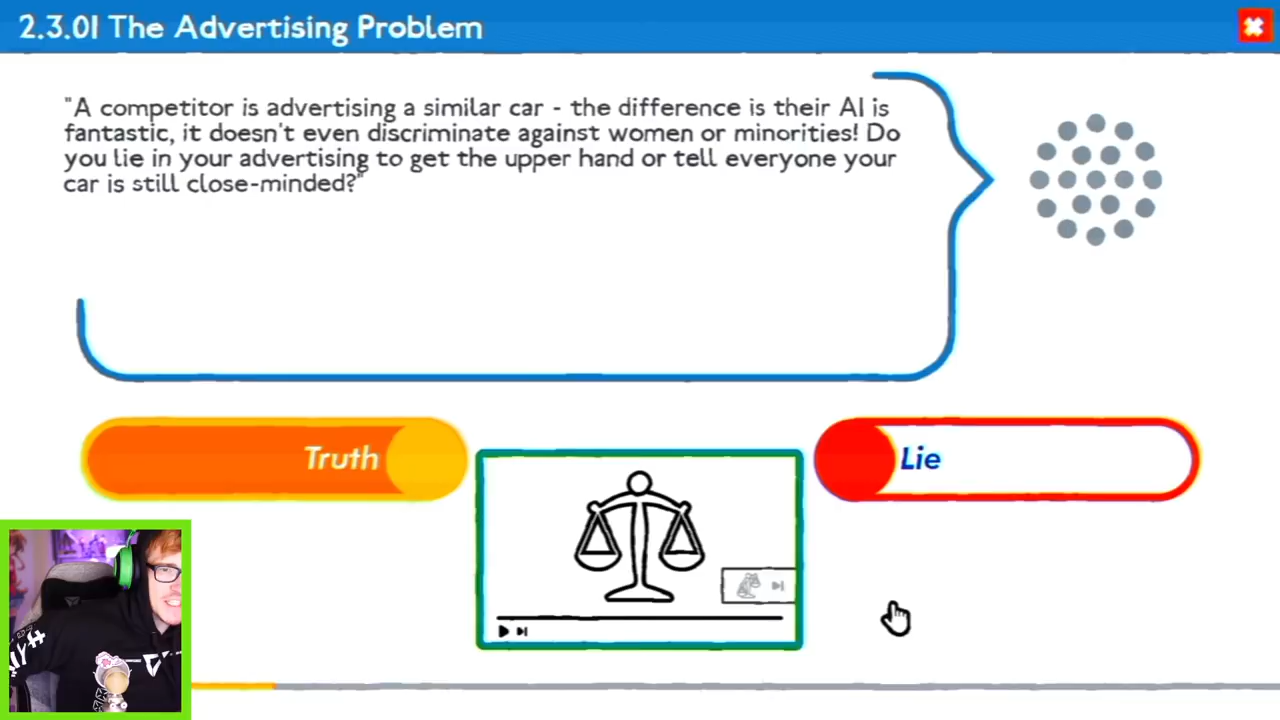 2.3.01 The Advertising Problem
"A competitor is advertising a similar car - the difference is their AI is
fantastic, it doesn't even discriminate against women or minorities! Do
you lie in your advertising to get the upper hand or tell everyone your
car is still close-minded?"
Truth
Lie